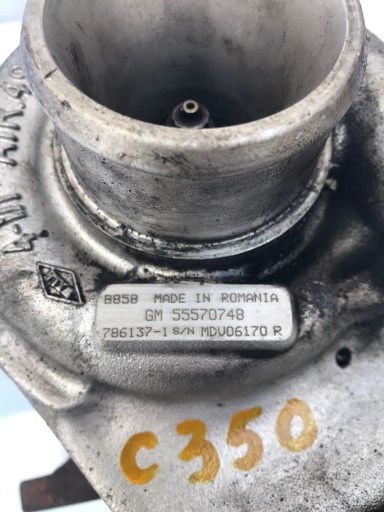 B858 MADE IN ROMANIA
GM 55570748
786137-1 S/N MDV06170 R
C350